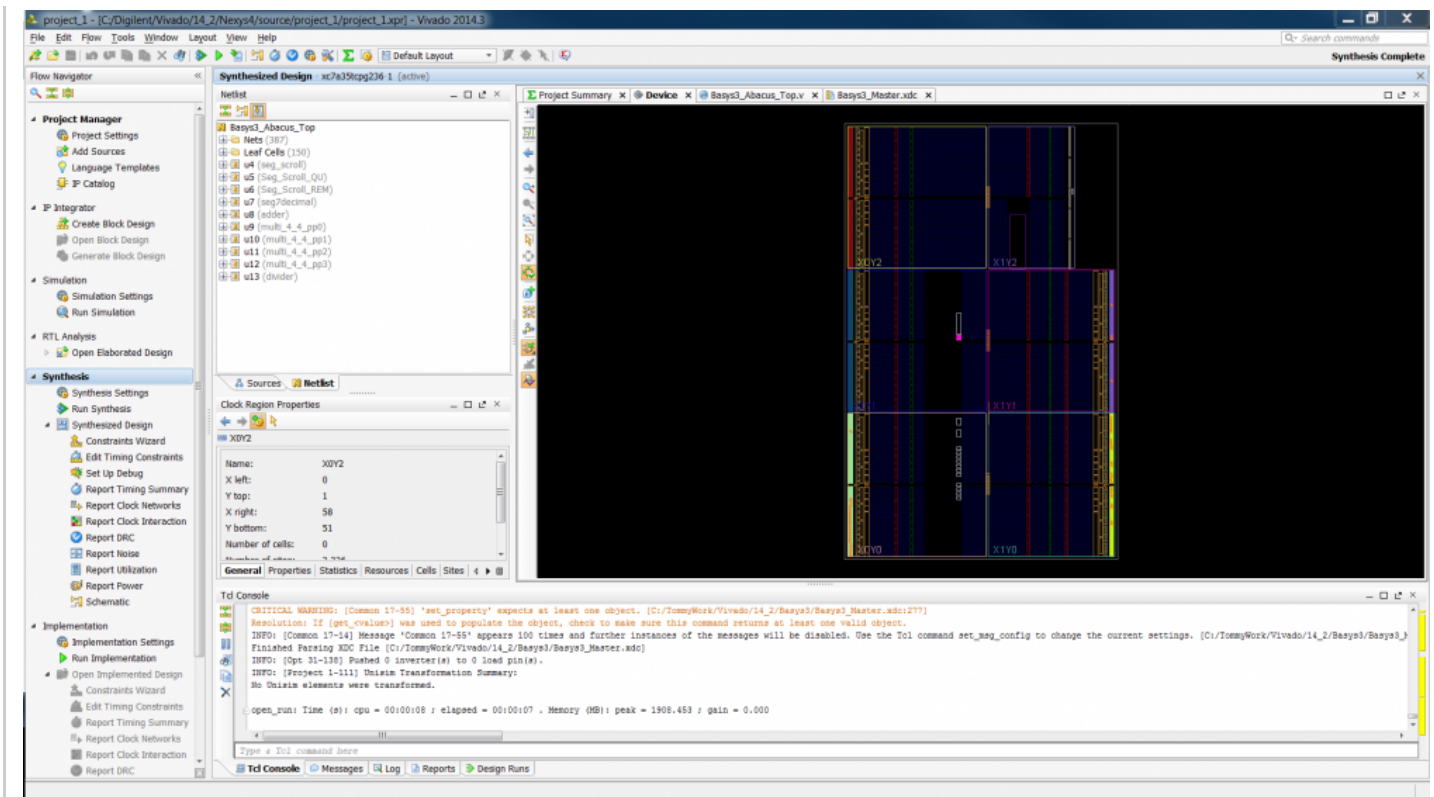 project_1 - [C:/Digilent/Vivado/14_2/Nexys4/source/project_1/project_1.xpr] - Vivado 2014.3
File Edit Flow Tools Window Layout View Help
Q- Search commands
Default Layout
Synthesis Complete
Flow Navigator
Project Manager
Project Settings
Add Sources
Language Templates
IP Catalog
IP Integrator
Create Block Design
Open Block Design
Generate Block Design
Simulation
Simulation Settings
Run Simulation
RTL Analysis
Open Elaborated Design
Synthesis
Synthesis Settings
Run Synthesis
Synthesized Design
Constraints Wizard
Edit Timing Constraints
Set Up Debug
Report Timing Summary
Report Clock Networks
Report Clock Interaction
Report DRC
Report Noise
Report Utilization
Report Power
Schematic
Implementation
Implementation Settings
Run Implementation
Open Implemented Design
Constraints Wizard
Edit Timing Constraints
Report Timing Summary
Report Clock Networks
Report Clock Interaction
Report DRC
Synthesized Design - xc7a35tcpg236-1 (active)
Netlist
Basys3_Abacus_Top
Nets (387)
Leaf Cells (150)
u4 (seg_scroll)
u5 (Seg_Scroll_QU)
u6 (Seg_Scroll_REM)
u7 (seg7decimal)
u8 (adder)
u9 (multi_4_4_pp0)
u10 (multi_4_4_pp1)
u11 (multi_4_4_pp2)
u12 (multi_4_4_pp3)
u13 (divider)
Sources Netlist
Clock Region Properties
X0Y2
Name: X0Y2
X left: 0
Y top: 1
X right: 58
Y bottom: 51
Number of cells: 0
General Properties Statistics Resources Cells Sites
Project Summary Device Basys3_Abacus_Top.v Basys3_Master.xdc
X0Y2 X1Y2
X1Y1
X0Y0 X1Y0
Tcl Console
CRITICAL WARNING: [Common 17-55] 'set_property' expects at least one object. [C:/TommyWork/Vivado/14_2/Basys3/Basys3_Master.xdc:277]
Resolution: If [get_<value>] was used to populate the object, check to make sure this command returns at least one valid object.
INFO: [Common 17-14] Message 'Common 17-55' appears 100 times and further instances of the messages will be disabled. Use the Tcl command set_msg_config to change the current settings. [C:/TommyWork/Vivado/14_2/Basys3/Basys3_M
Finished Parsing XDC File [C:/TommyWork/Vivado/14_2/Basys3/Basys3_Master.xdc]
INFO: [Opt 31-138] Pushed 0 inverter(s) to 0 load pin(s).
INFO: [Project 1-111] Unisim Transformation Summary:
No Unisim elements were transformed.
open_run: Time (s): cpu = 00:00:08 ; elapsed = 00:00:07 . Memory (MB): peak = 1908.453 ; gain = 0.000
Type a Tcl command here
Tcl Console Messages Log Reports Design Runs